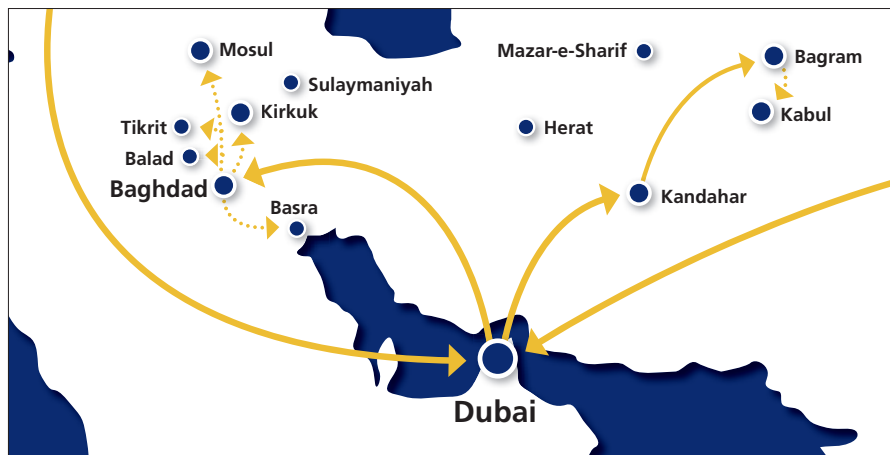 Mosul
Mazar-e-Sharif
Bagram
Sulaymaniyah
Kirkuk
Kabul
Tikrit
Herat
Balad
Baghdad
Kandahar
Basra
Dubai